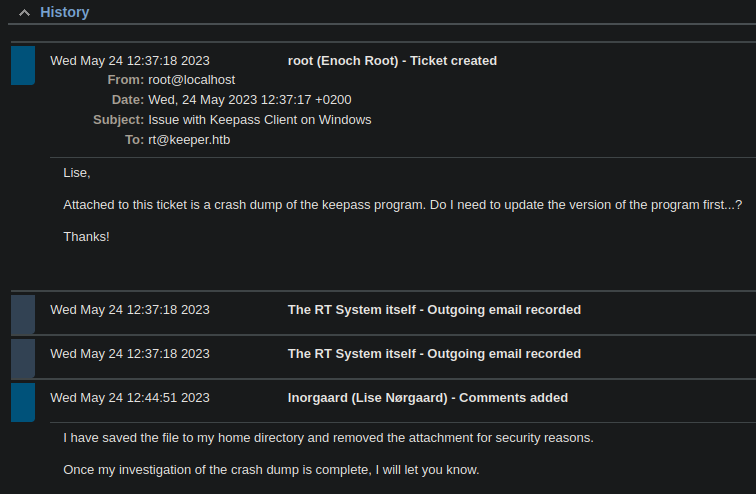 History
Wed May 24 12:37:18 2023 root (Enoch Root) - Ticket created
From: root@localhost
Date: Wed, 24 May 2023 12:37:17 +0200
Subject: Issue with Keepass Client on Windows
To: rt@keeper.htb
Lise,
Attached to this ticket is a crash dump of the keepass program. Do I need to update the version of the program first...?
Thanks!
Wed May 24 12:37:18 2023 The RT System itself - Outgoing email recorded
Wed May 24 12:37:18 2023 The RT System itself - Outgoing email recorded
Wed May 24 12:44:51 2023 lnorgaard (Lise Nørgaard) - Comments added
I have saved the file to my home directory and removed the attachment for security reasons.
Once my investigation of the crash dump is complete, I will let you know.